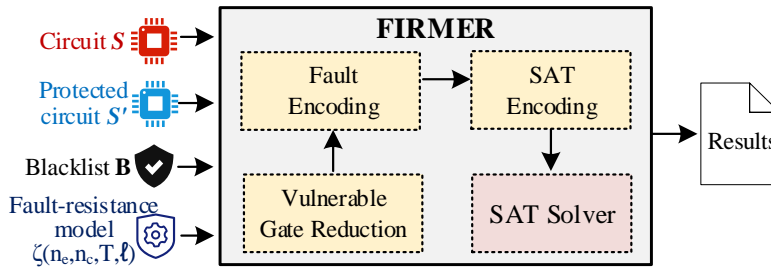 FIRMER
Circuit S
Protected
circuit S'
Blacklist B
Fault-resistance
model
ζ(nₑ,n_c,T,ℓ)
Fault
Encoding
SAT
Encoding
Vulnerable
Gate Reduction
SAT Solver
Results